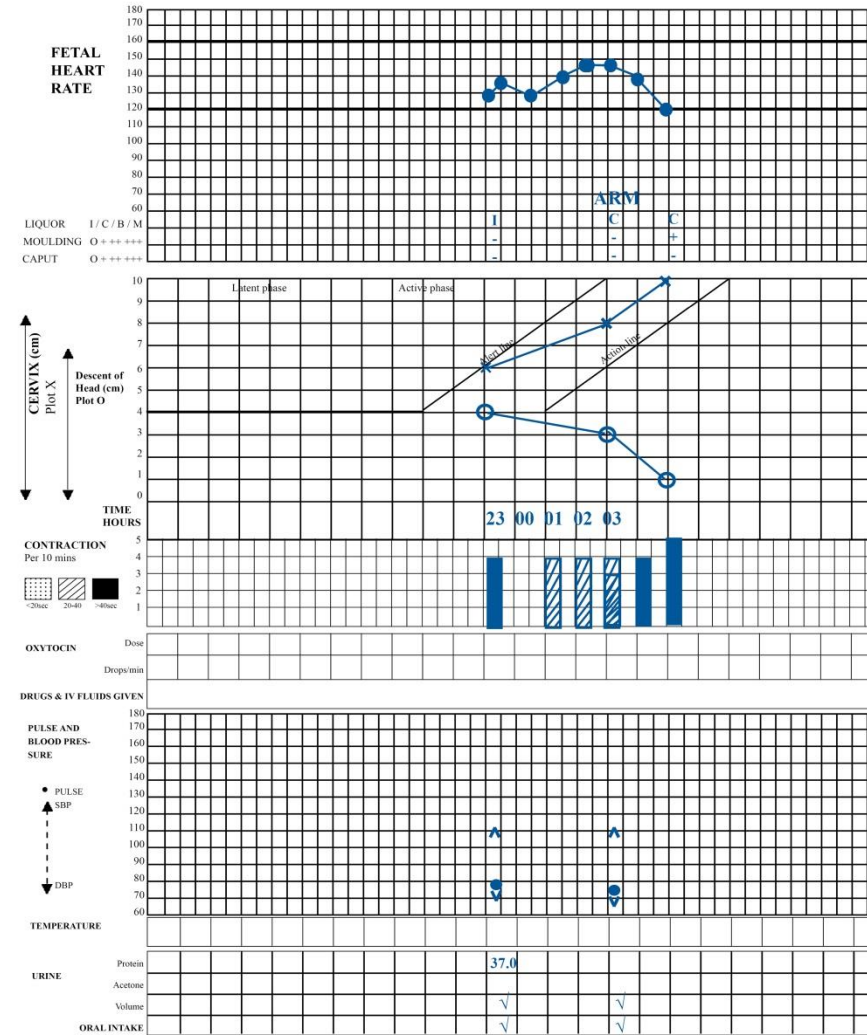 FETAL
HEART
RATE
180
170
160
150
140
130
120
110
100
90
80
70
60
ARM
LIQUOR I / C / B / M I C C
MOULDING O + ++ +++ - - +
CAPUT O + ++ +++ - - -
Latent phase Active phase
Alert line
Action line
10
9
8
7
6
5
4
3
2
1
0
CERVIX (cm)
Plot X
Descent of
Head (cm)
Plot O
TIME
HOURS
23 00 01 02 03
CONTRACTION
Per 10 mins
5
4
3
2
1
<20sec 20-40 >40sec
OXYTOCIN
Dose
Drops/min
DRUGS & IV FLUIDS GIVEN
PULSE AND
BLOOD PRES-
SURE
PULSE
SBP
DBP
180
170
160
150
140
130
120
110
100
90
80
70
60
TEMPERATURE
URINE
Protein 37.0
Acetone
Volume √ √
ORAL INTAKE √ √